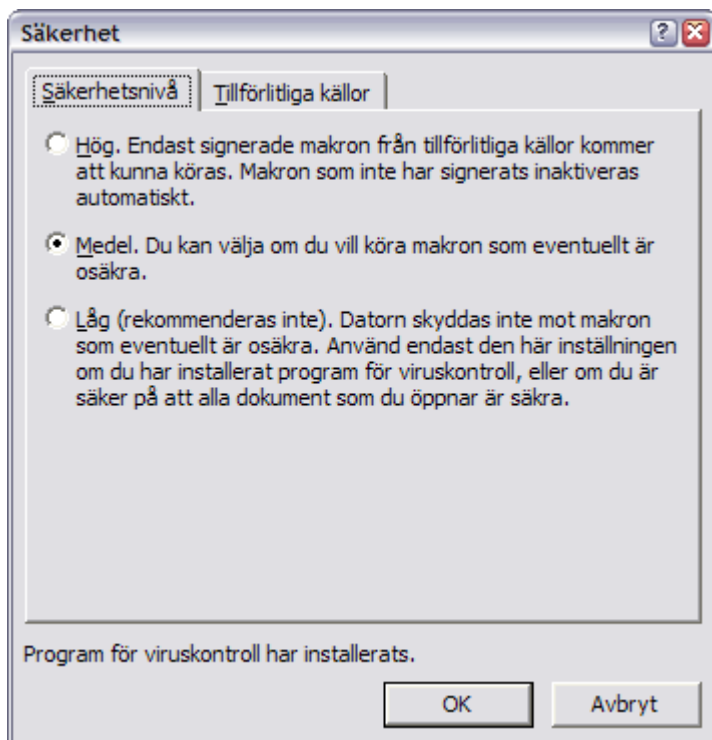 Säkerhet
Säkerhetsnivå
Tillförlitliga källor
Hög. Endast signerade makron från tillförlitliga källor kommer
att kunna köras. Makron som inte har signerats inaktiveras
automatiskt.
Medel. Du kan välja om du vill köra makron som eventuellt är
osäkra.
Låg (rekommenderas inte). Datorn skyddas inte mot makron
som eventuellt är osäkra. Använd endast den här inställningen
om du har installerat program för viruskontroll, eller om du är
säker på att alla dokument som du öppnar är säkra.
Program för viruskontroll har installerats.
OK
Avbryt